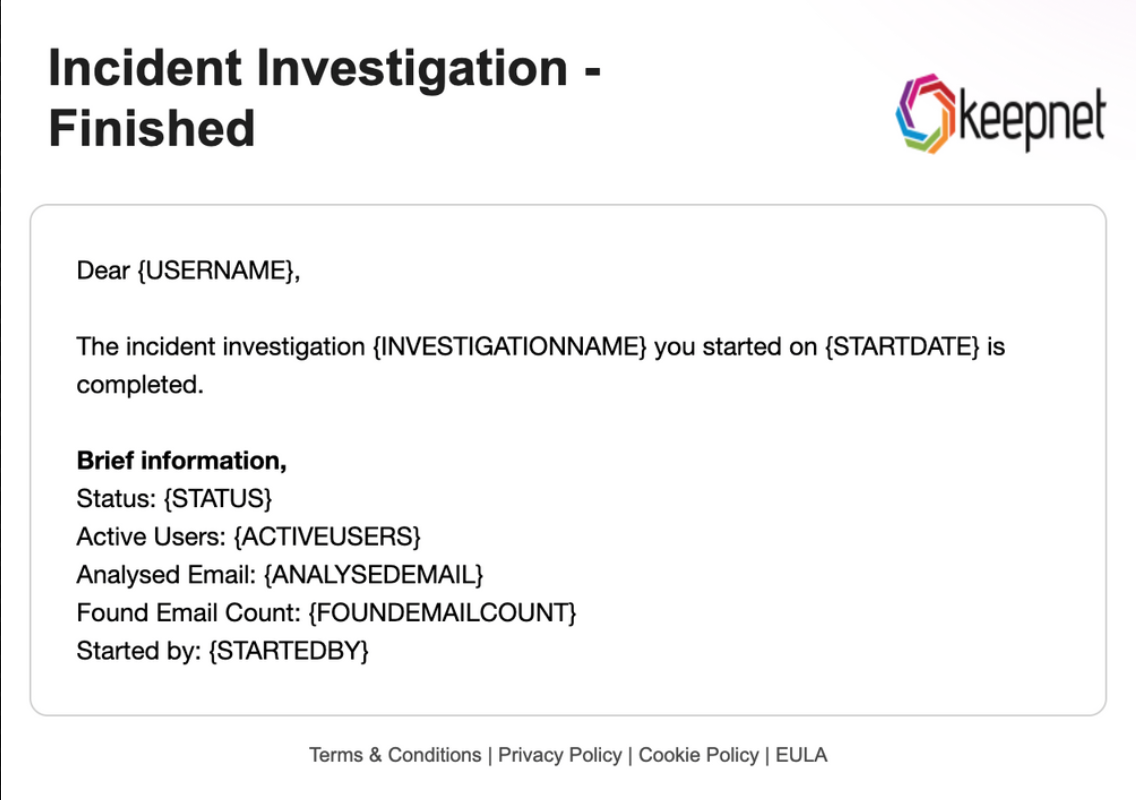 Incident Investigation -
Finished
keepnet
Dear {USERNAME},
The incident investigation {INVESTIGATIONNAME} you started on {STARTDATE} is
completed.
Brief information,
Status: {STATUS}
Active Users: {ACTIVEUSERS}
Analysed Email: {ANALYSEDEMAIL}
Found Email Count: {FOUNDEMAILCOUNT}
Started by: {STARTEDBY}
Terms & Conditions | Privacy Policy | Cookie Policy | EULA